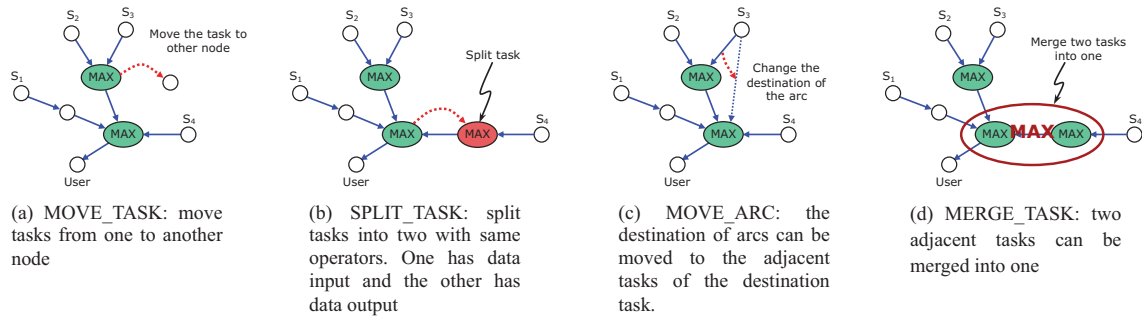 S2
S3
Move the task to
other node
MAX
S1
MAX
S4
User
(a) MOVE_TASK: move
tasks from one to another
node
S2
S3
Split task
MAX
S1
MAX
MAX
S4
User
(b) SPLIT_TASK: split
tasks into two with same
operators. One has data
input and the other has
data output
S2
S3
MAX
Change the
destination of
the arc
S1
MAX
S4
User
(c) MOVE_ARC: the
destination of arcs can be
moved to the adjacent
tasks of the destination
task.
S2
S3
Merge two tasks
into one
MAX
S1
MAX
MAX
MAX
S4
User
(d) MERGE_TASK: two
adjacent tasks can be
merged into one